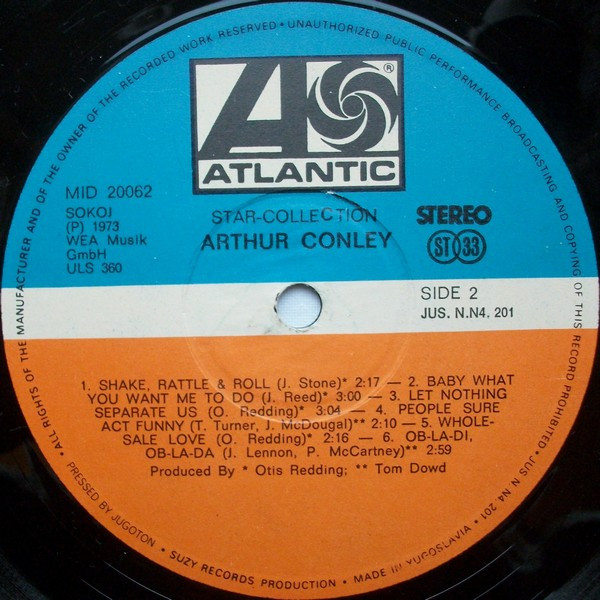 • ALL RIGHTS OF THE MANUFACTURER AND OF THE OWNER OF THE RECORDED WORK RESERVED • UNAUTHORIZED PUBLIC PERFORMANCE BROADCASTING AND COPYING OF THIS RECORD PROHIBITED • JUS N N4 201
®
ATLANTIC
MID 20062
SOKOJ
(P) 1973
WEA Musik
GmbH
ULS 360
STAR-COLLECTION
ARTHUR CONLEY
STEREO
ST 33
SIDE 2
JUS. N.N4. 201
1. SHAKE, RATTLE & ROLL (J. Stone)* 2:17 — 2. BABY WHAT
YOU WANT ME TO DO (J. Reed)* 3:00 — 3. LET NOTHING
SEPARATE US (O. Redding)* 3:04 — 4. PEOPLE SURE
ACT FUNNY (T. Turner, J. McDougal)** 2:10 — 5. WHOLE-
SALE LOVE (O. Redding)* 2:16 — 6. OB-LA-DI,
OB-LA-DA (J. Lennon, P. McCartney)** 2:59
Produced By * Otis Redding; ** Tom Dowd
PRESSED BY JUGOTON • SUZY RECORDS PRODUCTION • MADE IN YUGOSLAVIA •